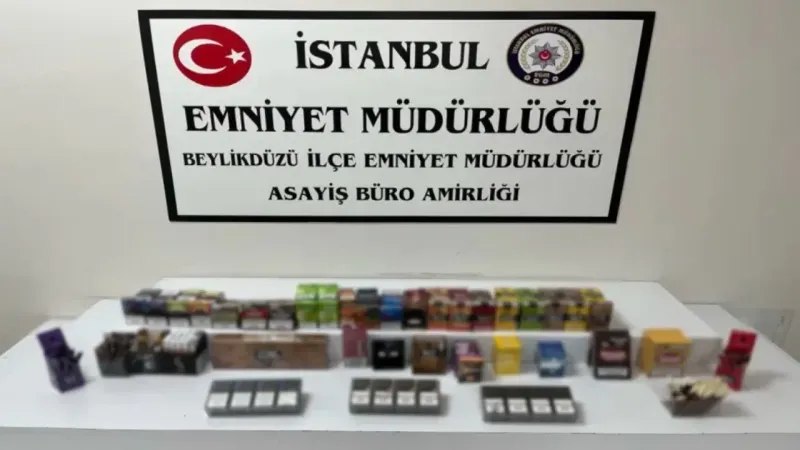 İSTANBUL
EMNİYET MÜDÜRLÜĞÜ
BEYLİKDÜZÜ İLÇE EMNİYET MÜDÜRLÜĞÜ
ASAYİŞ BÜRO AMİRLİĞİ